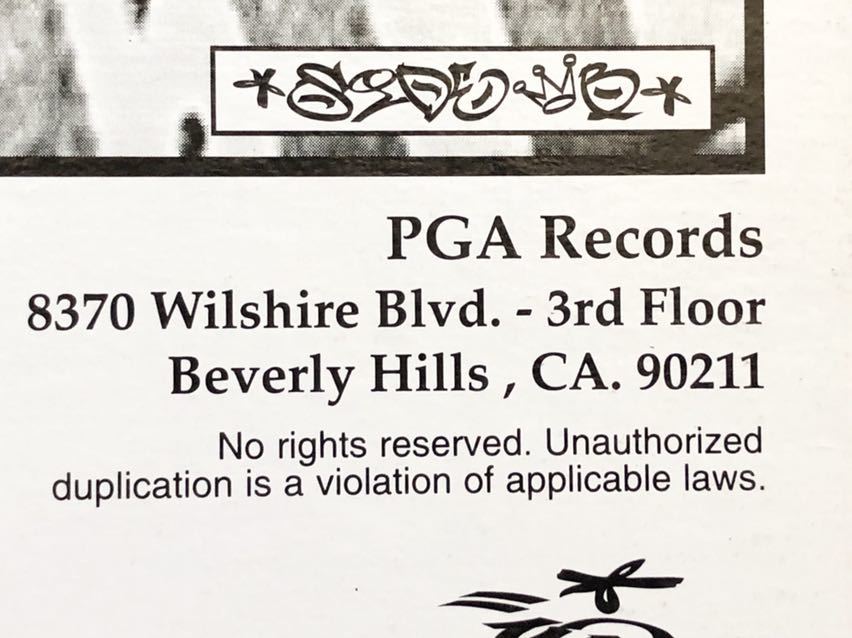 PGA Records
8370 Wilshire Blvd. - 3rd Floor
Beverly Hills , CA. 90211
No rights reserved. Unauthorized
duplication is a violation of applicable laws.